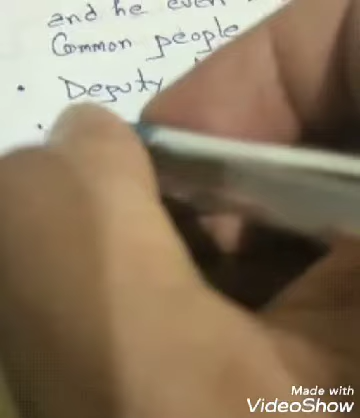 and he even
Common people
• Deputy
•
Made with
VideoShow